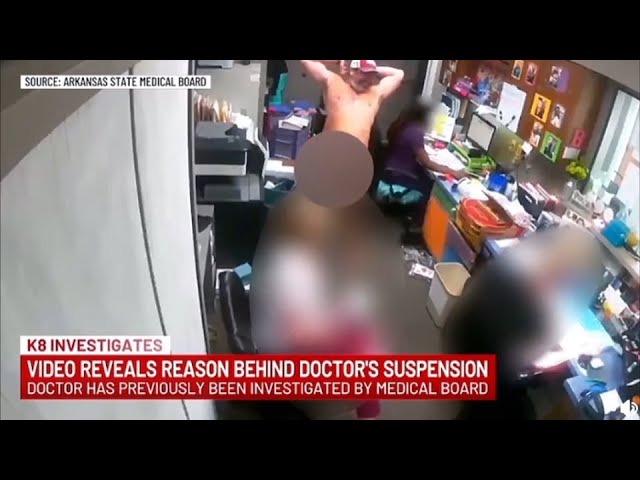 SOURCE: ARKANSAS STATE MEDICAL BOARD
K8 INVESTIGATES
VIDEO REVEALS REASON BEHIND DOCTOR'S SUSPENSION
DOCTOR HAS PREVIOUSLY BEEN INVESTIGATED BY MEDICAL BOARD